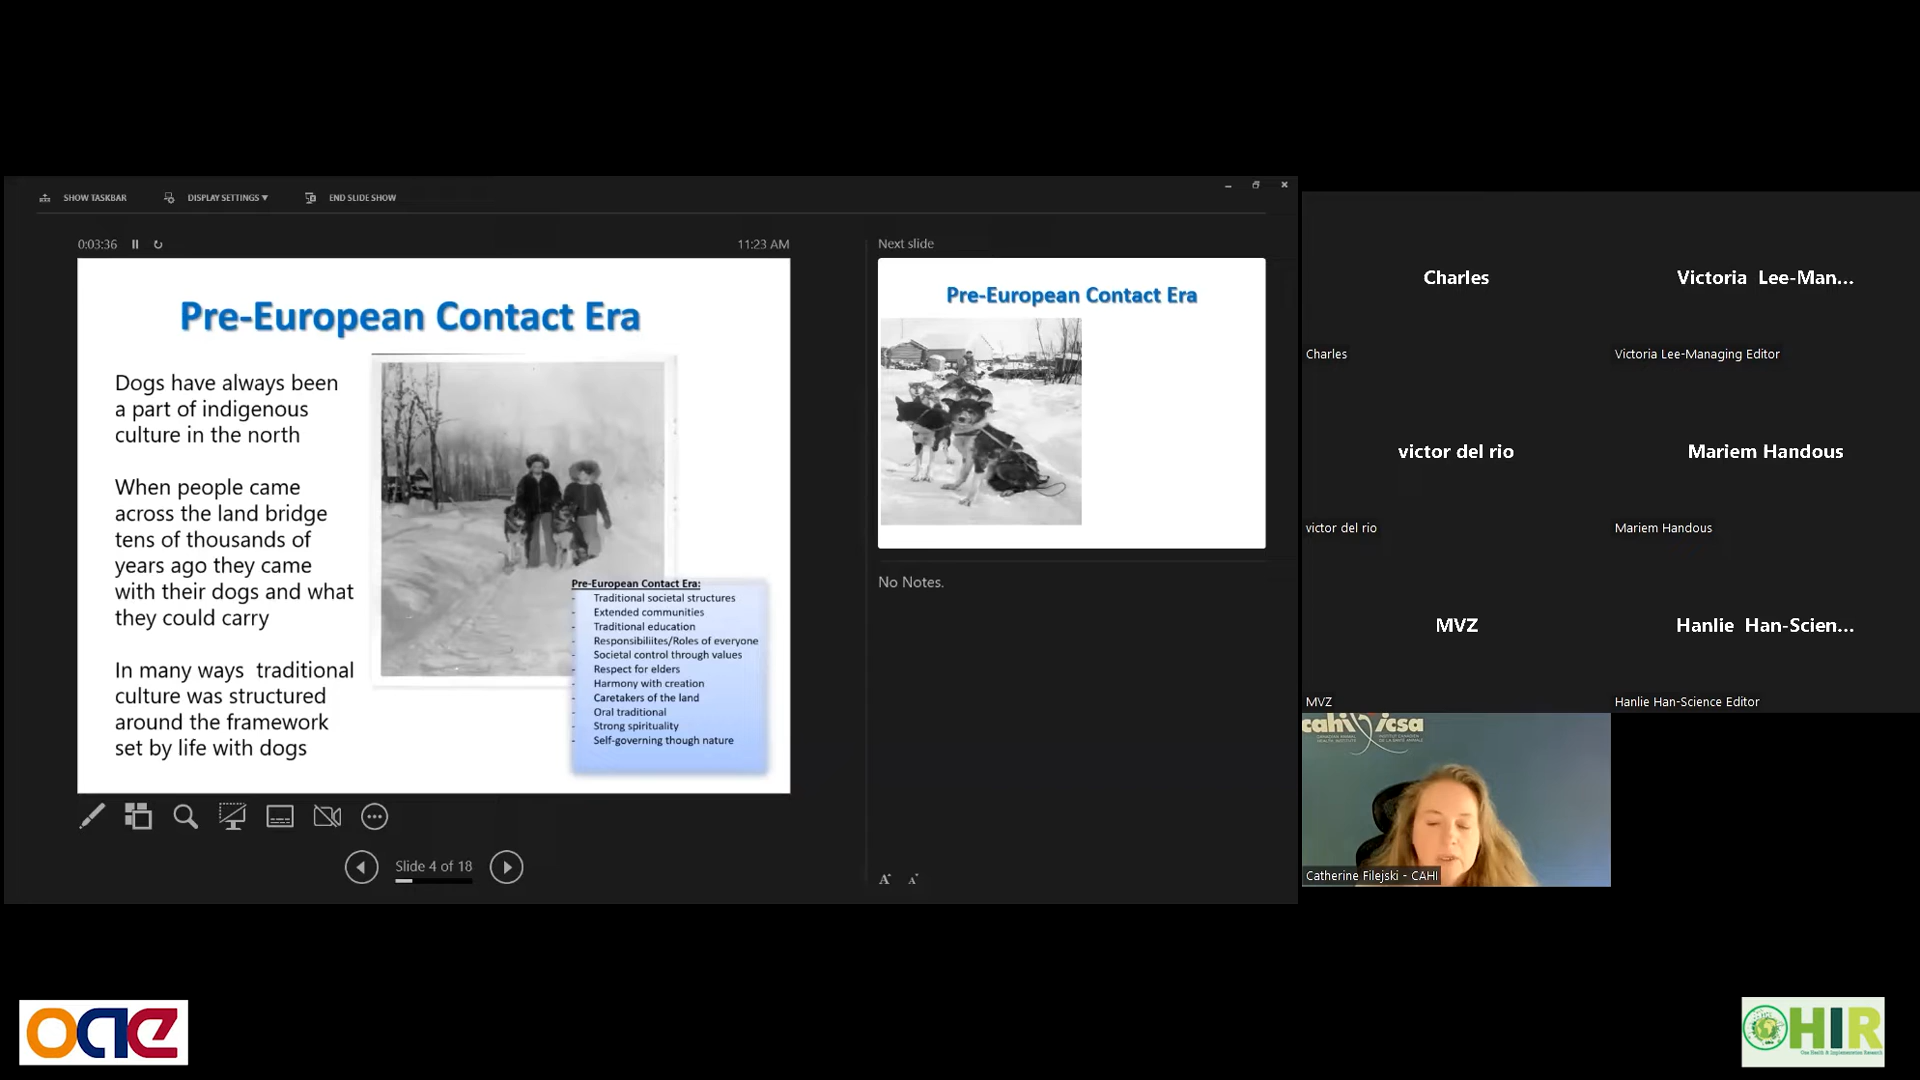 SHOW TASKBAR
DISPLAY SETTINGS ▾
END SLIDE SHOW
0:03:36
11:23 AM
Pre-European Contact Era
Dogs have always been
a part of indigenous
culture in the north
When people came
across the land bridge
tens of thousands of
years ago they came
with their dogs and what
they could carry
In many ways traditional
culture was structured
around the framework
set by life with dogs
Pre-European Contact Era:
- Traditional societal structures
- Extended communities
- Traditional education
- Responsibiliites/Roles of everyone
- Societal control through values
- Respect for elders
- Harmony with creation
- Caretakers of the land
- Oral traditional
- Strong spirituality
- Self-governing though nature
Slide 4 of 18
Next slide
Pre-European Contact Era
No Notes.
A A
Charles
Victoria Lee-Man...
Charles
Victoria Lee-Managing Editor
victor del rio
Mariem Handous
victor del rio
Mariem Handous
MVZ
Hanlie Han-Scien...
MVZ
Hanlie Han-Science Editor
cahi icsa
Catherine Filejski - CAHI
oae
OHIR
One Health & Implementation Research